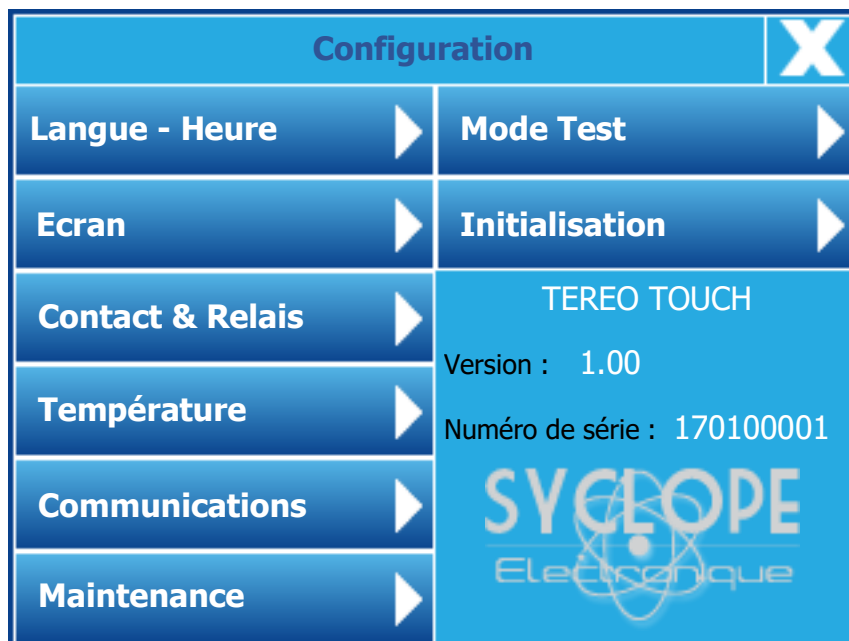 Configuration
X
Langue - Heure
Mode Test
Ecran
Initialisation
Contact & Relais
TEREO TOUCH
Version : 1.00
Température
Numéro de série : 170100001
Communications
SYCLOPE
Electronique
Maintenance